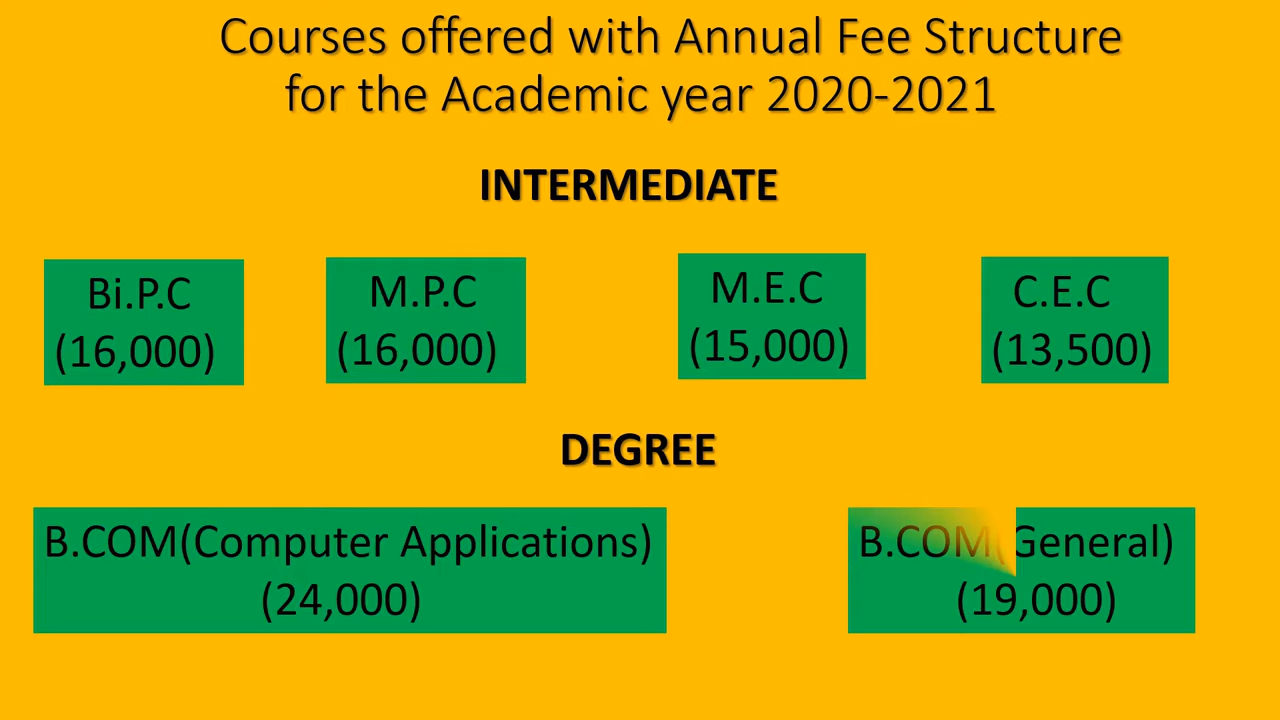 Courses offered with Annual Fee Structure
for the Academic year 2020-2021
INTERMEDIATE
Bi.P.C
(16,000)
M.P.C
(16,000)
M.E.C
(15,000)
C.E.C
(13,500)
DEGREE
B.COM(Computer Applications)
(24,000)
B.COM(General)
(19,000)